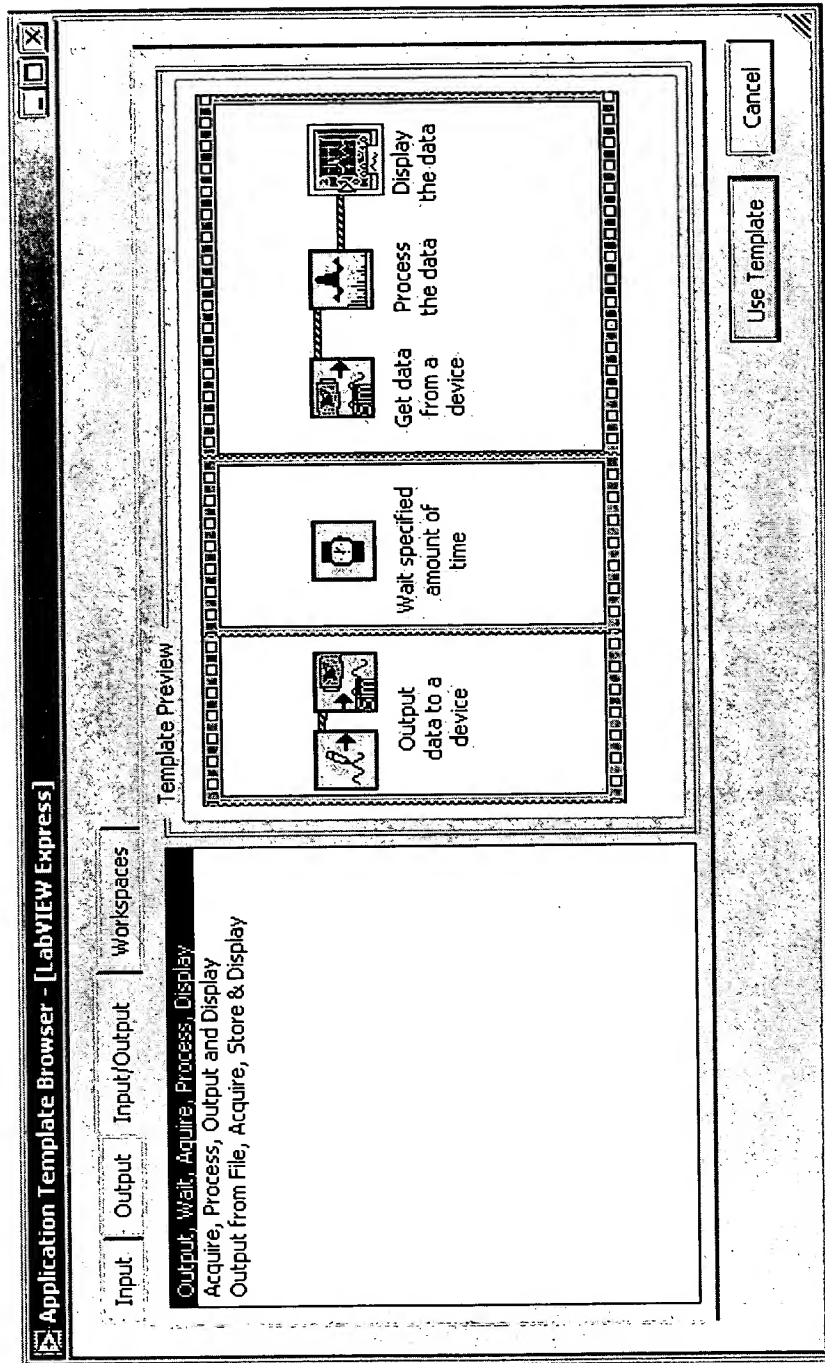 Application Template Browser - [LabVIEW Express]
Input
Output
Input/Output
Workspaces
Output, Wait, Aquire, Process, Display
Acquire, Process, Output and Display
Output from File, Acquire, Store & Display
Template Preview
Output
data to a
device
Wait specified
amount of
time
Get data
from a
device
Process
the data
Display
the data
Use Template
Cancel